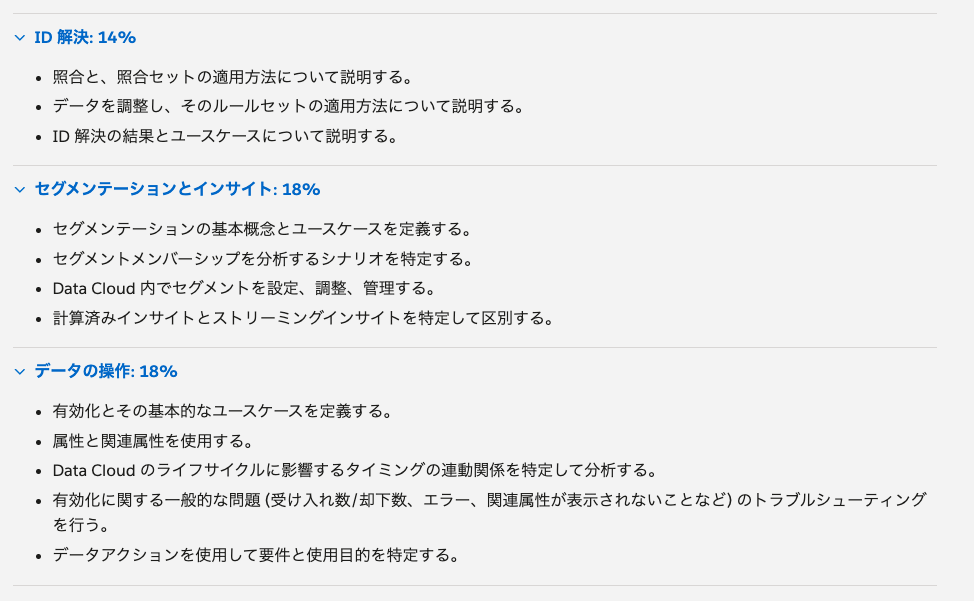 ID 解決: 14%
• 照合と、照合セットの適用方法について説明する。
• データを調整し、そのルールセットの適用方法について説明する。
• ID 解決の結果とユースケースについて説明する。
セグメンテーションとインサイト: 18%
• セグメンテーションの基本概念とユースケースを定義する。
• セグメントメンバーシップを分析するシナリオを特定する。
• Data Cloud 内でセグメントを設定、調整、管理する。
• 計算済みインサイトとストリーミングインサイトを特定して区別する。
データの操作: 18%
• 有効化とその基本的なユースケースを定義する。
• 属性と関連属性を使用する。
• Data Cloud のライフサイクルに影響するタイミングの連動関係を特定して分析する。
• 有効化に関する一般的な問題 (受け入れ数/却下数、エラー、関連属性が表示されないことなど) のトラブルシューティング
を行う。
• データアクションを使用して要件と使用目的を特定する。